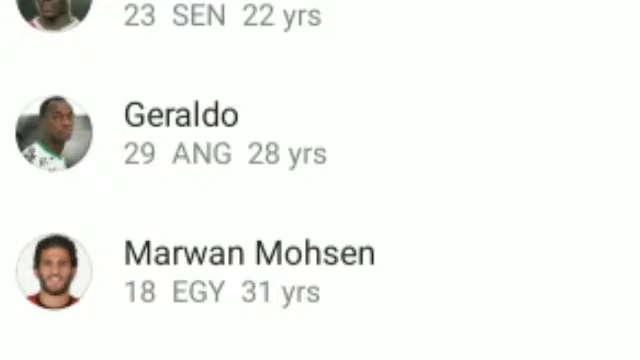 23 SEN 22 yrs
Geraldo
29 ANG 28 yrs
Marwan Mohsen
18 EGY 31 yrs